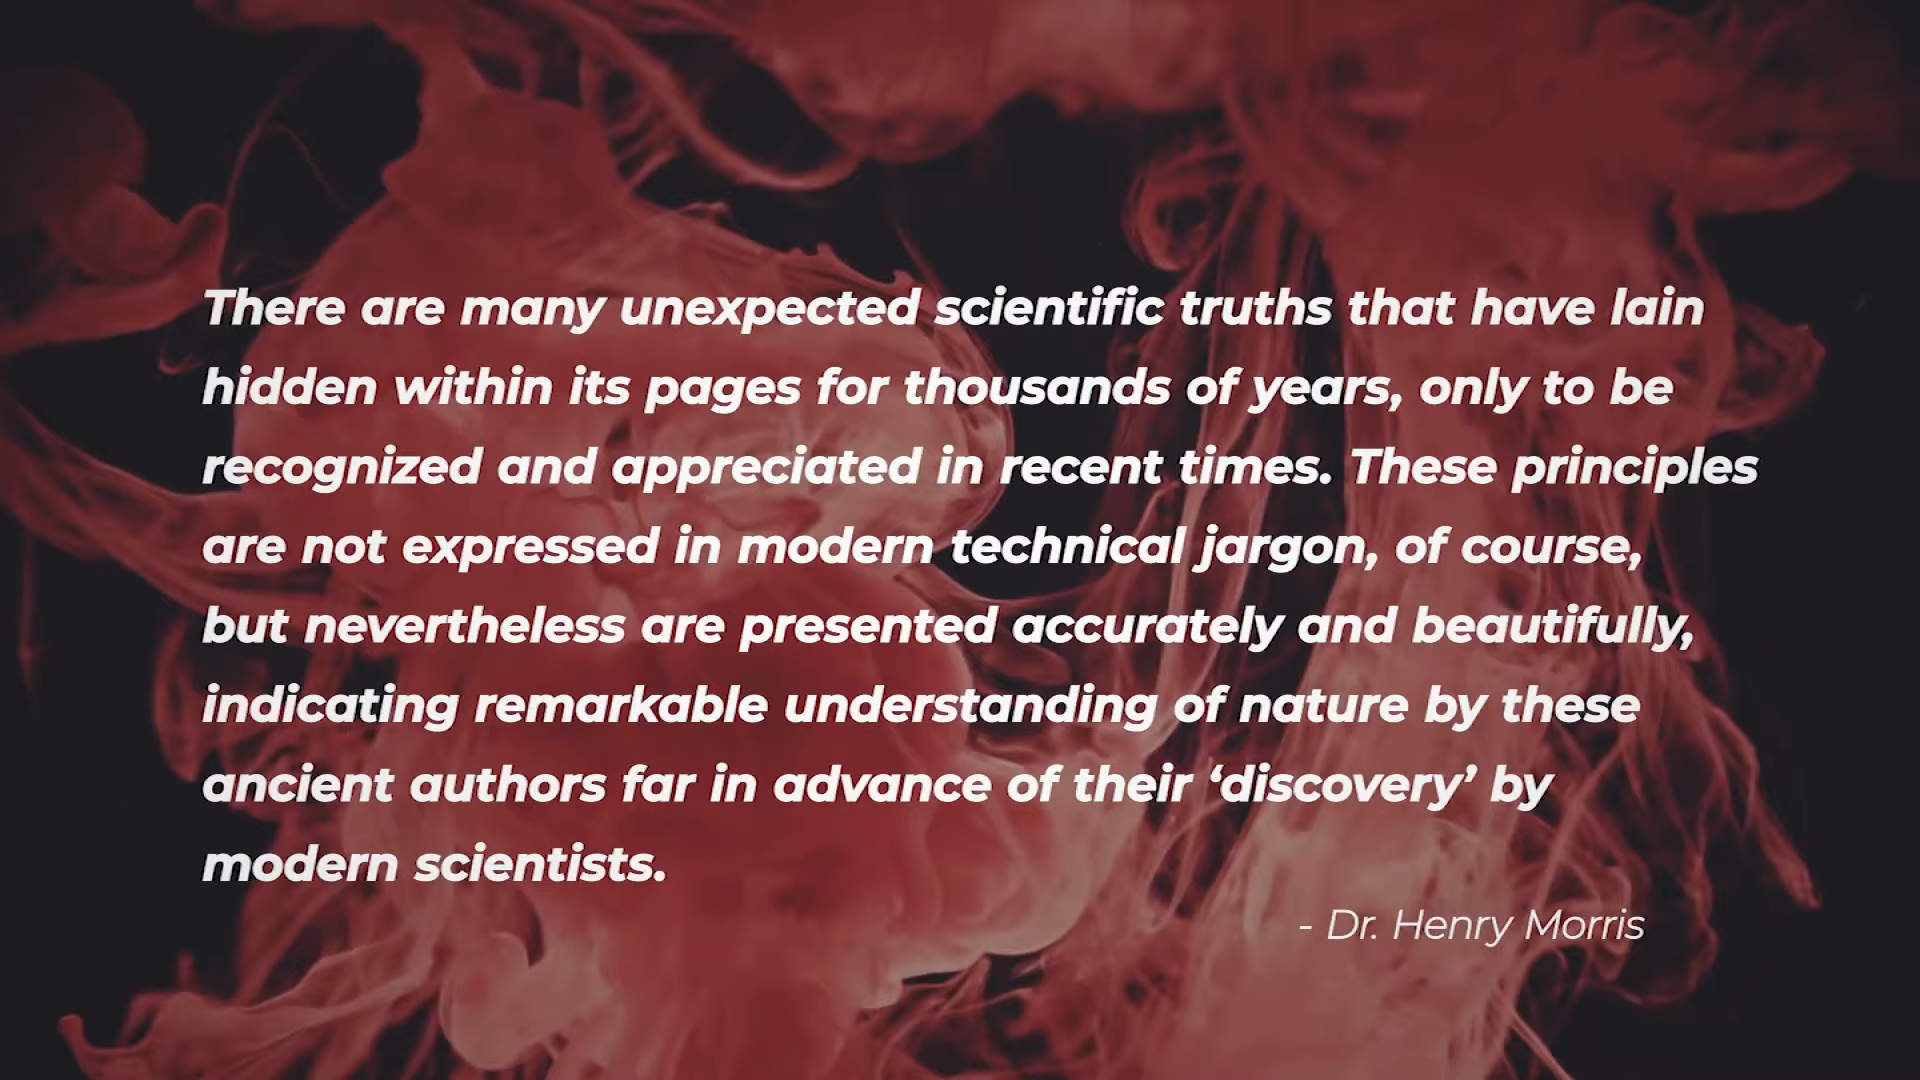 There are many unexpected scientific truths that have lain
hidden within its pages for thousands of years, only to be
recognized and appreciated in recent times. These principles
are not expressed in modern technical jargon, of course,
but nevertheless are presented accurately and beautifully,
indicating remarkable understanding of nature by these
ancient authors far in advance of their ‘discovery’ by
modern scientists.
- Dr. Henry Morris